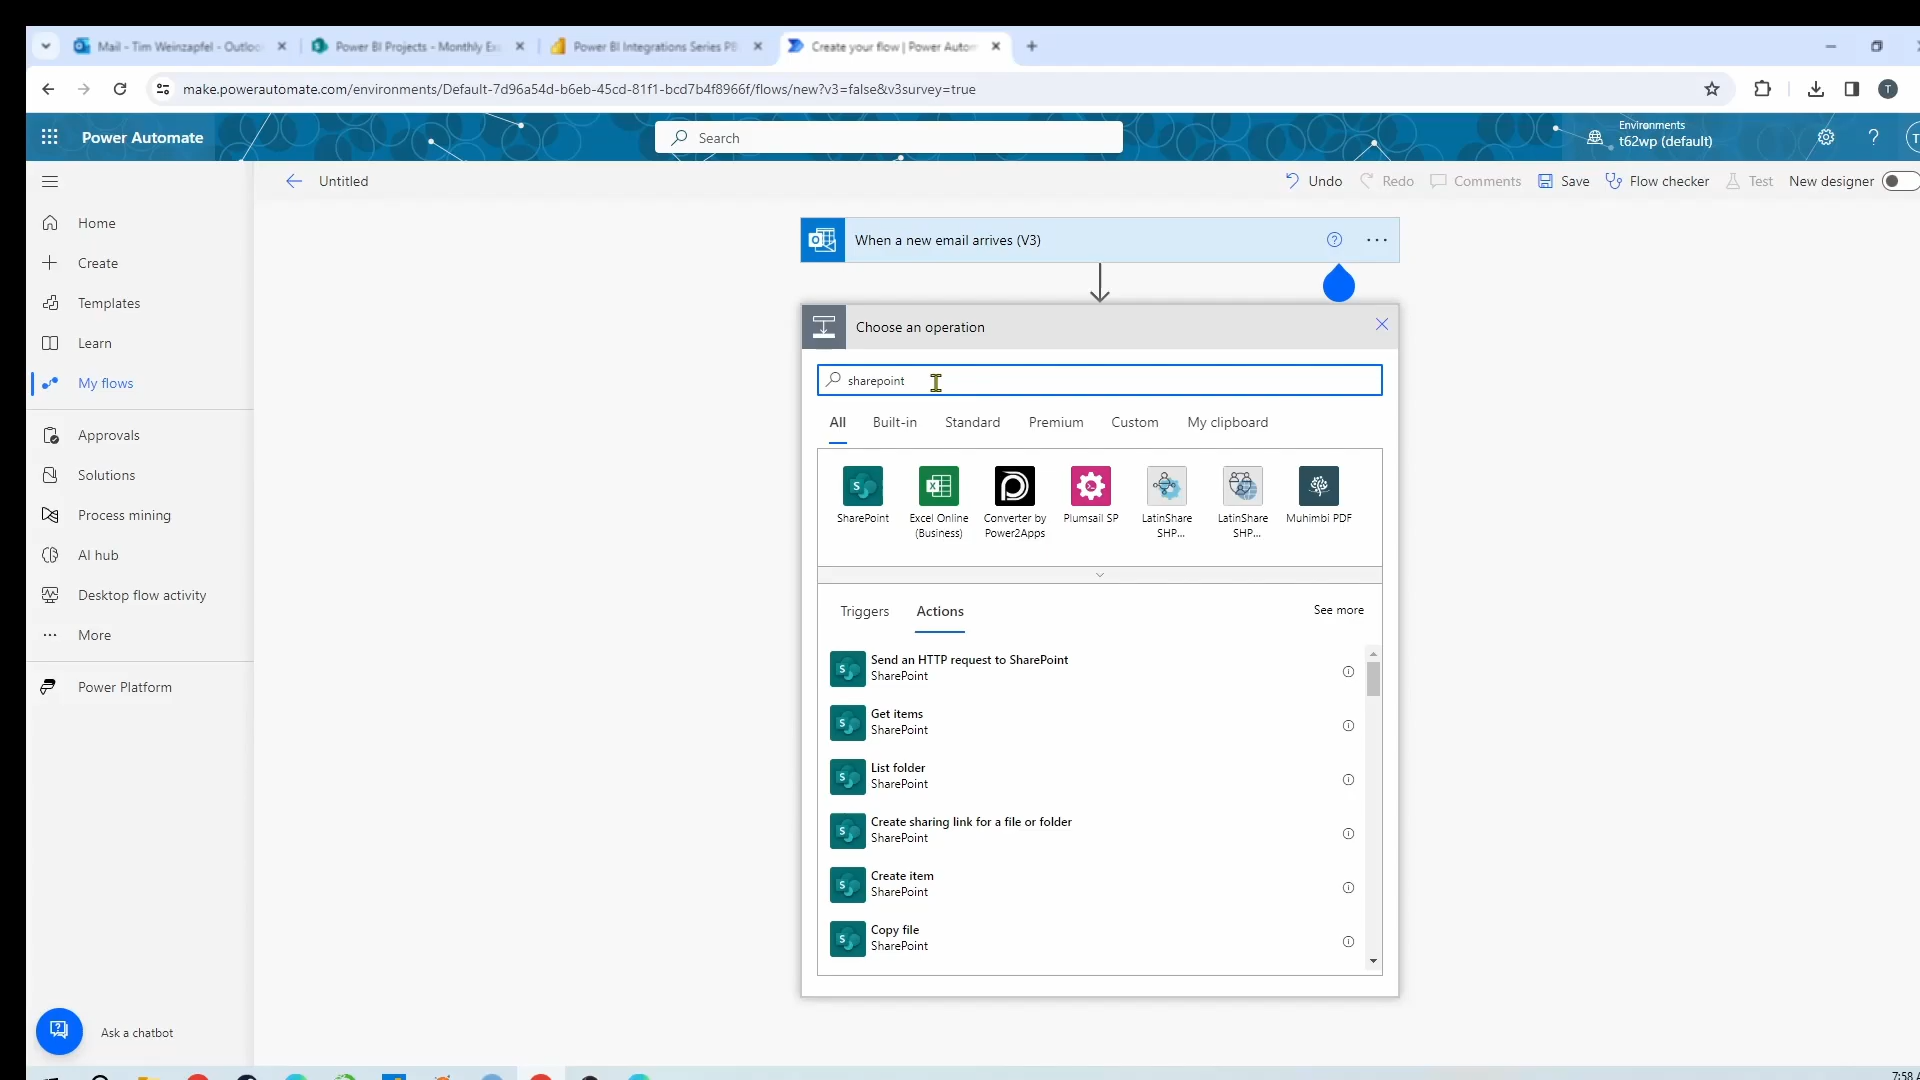 Mail - Tim Weinzapfel - Outloo
Power BI Projects - Monthly Ex
Power BI Integrations Series PB
Create your flow | Power Autom
make.powerautomate.com/environments/Default-7d96a54d-b6eb-45cd-81f1-bcd7b4f8966f/flows/new?v3=false&v3survey=true
T
Power Automate
Search
Environments
t62wp (default)
T
Untitled
Undo
Redo
Comments
Save
Flow checker
Test
New designer
Home
Create
Templates
Learn
My flows
Approvals
Solutions
Process mining
AI hub
Desktop flow activity
More
Power Platform
Ask a chatbot
When a new email arrives (V3)
Choose an operation
sharepoint
All
Built-in
Standard
Premium
Custom
My clipboard
SharePoint
Excel Online
(Business)
Converter by
Power2Apps
Plumsail SP
LatinShare
SHP...
LatinShare
SHP...
Muhimbi PDF
Triggers
Actions
See more
Send an HTTP request to SharePoint
SharePoint
Get items
SharePoint
List folder
SharePoint
Create sharing link for a file or folder
SharePoint
Create item
SharePoint
Copy file
SharePoint
7:58 A